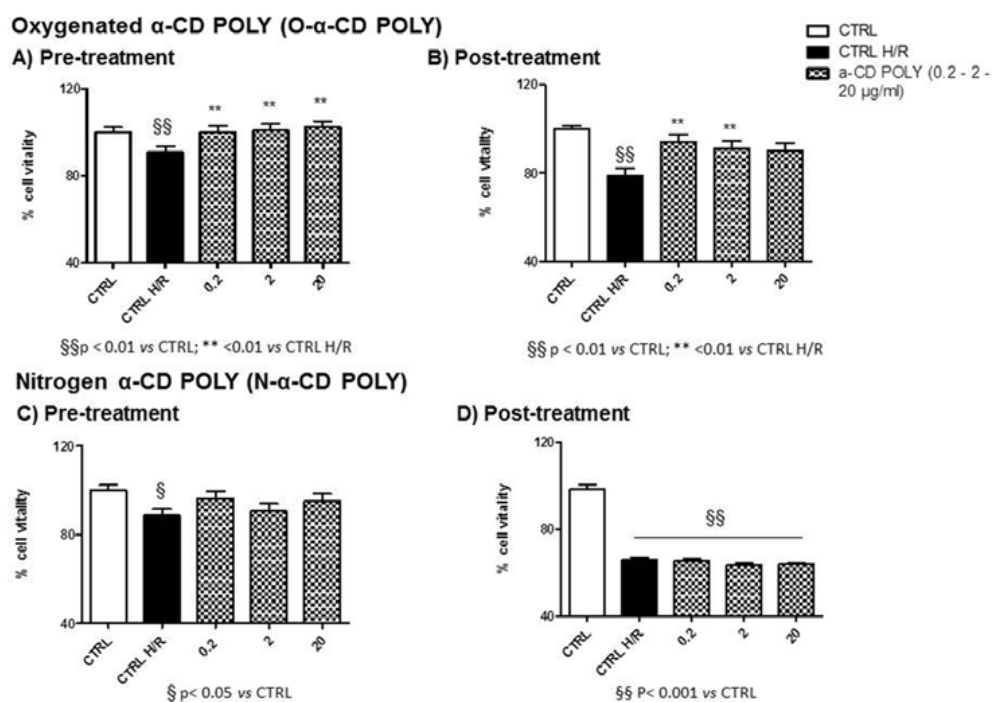 Oxygenated α-CD POLY (O-α-CD POLY)
A) Pre-treatment
% cell vitality
120
80
40
§§
**
**
**
CTRL
CTRL H/R
0.2
2
20
§§p < 0.01 vs CTRL; ** <0.01 vs CTRL H/R
B) Post-treatment
% cell vitality
120
80
40
§§
**
**
CTRL
CTRL H/R
0.2
2
20
§§ p < 0.01 vs CTRL; ** <0.01 vs CTRL H/R
CTRL
CTRL H/R
a-CD POLY (0.2 - 2 -
20 µg/ml)
Nitrogen α-CD POLY (N-α-CD POLY)
C) Pre-treatment
% cell vitality
120
80
40
§
CTRL
CTRL H/R
0.2
2
20
§ p< 0.05 vs CTRL
D) Post-treatment
% cell vitality
120
80
40
§§
CTRL
CTRL H/R
0.2
2
20
§§ P< 0.001 vs CTRL